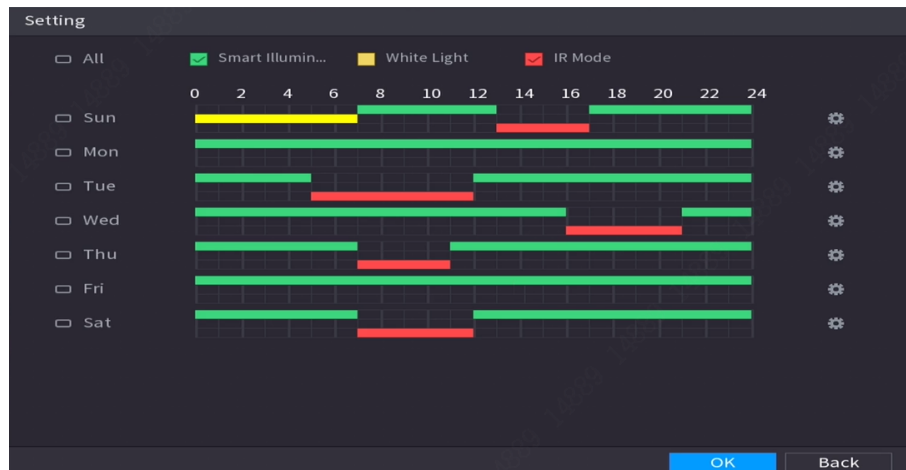 Setting
All Smart Illumin... White Light IR Mode
0 2 4 6 8 10 12 14 16 18 20 22 24
Sun
Mon
Tue
Wed
Thu
Fri
Sat
OK Back